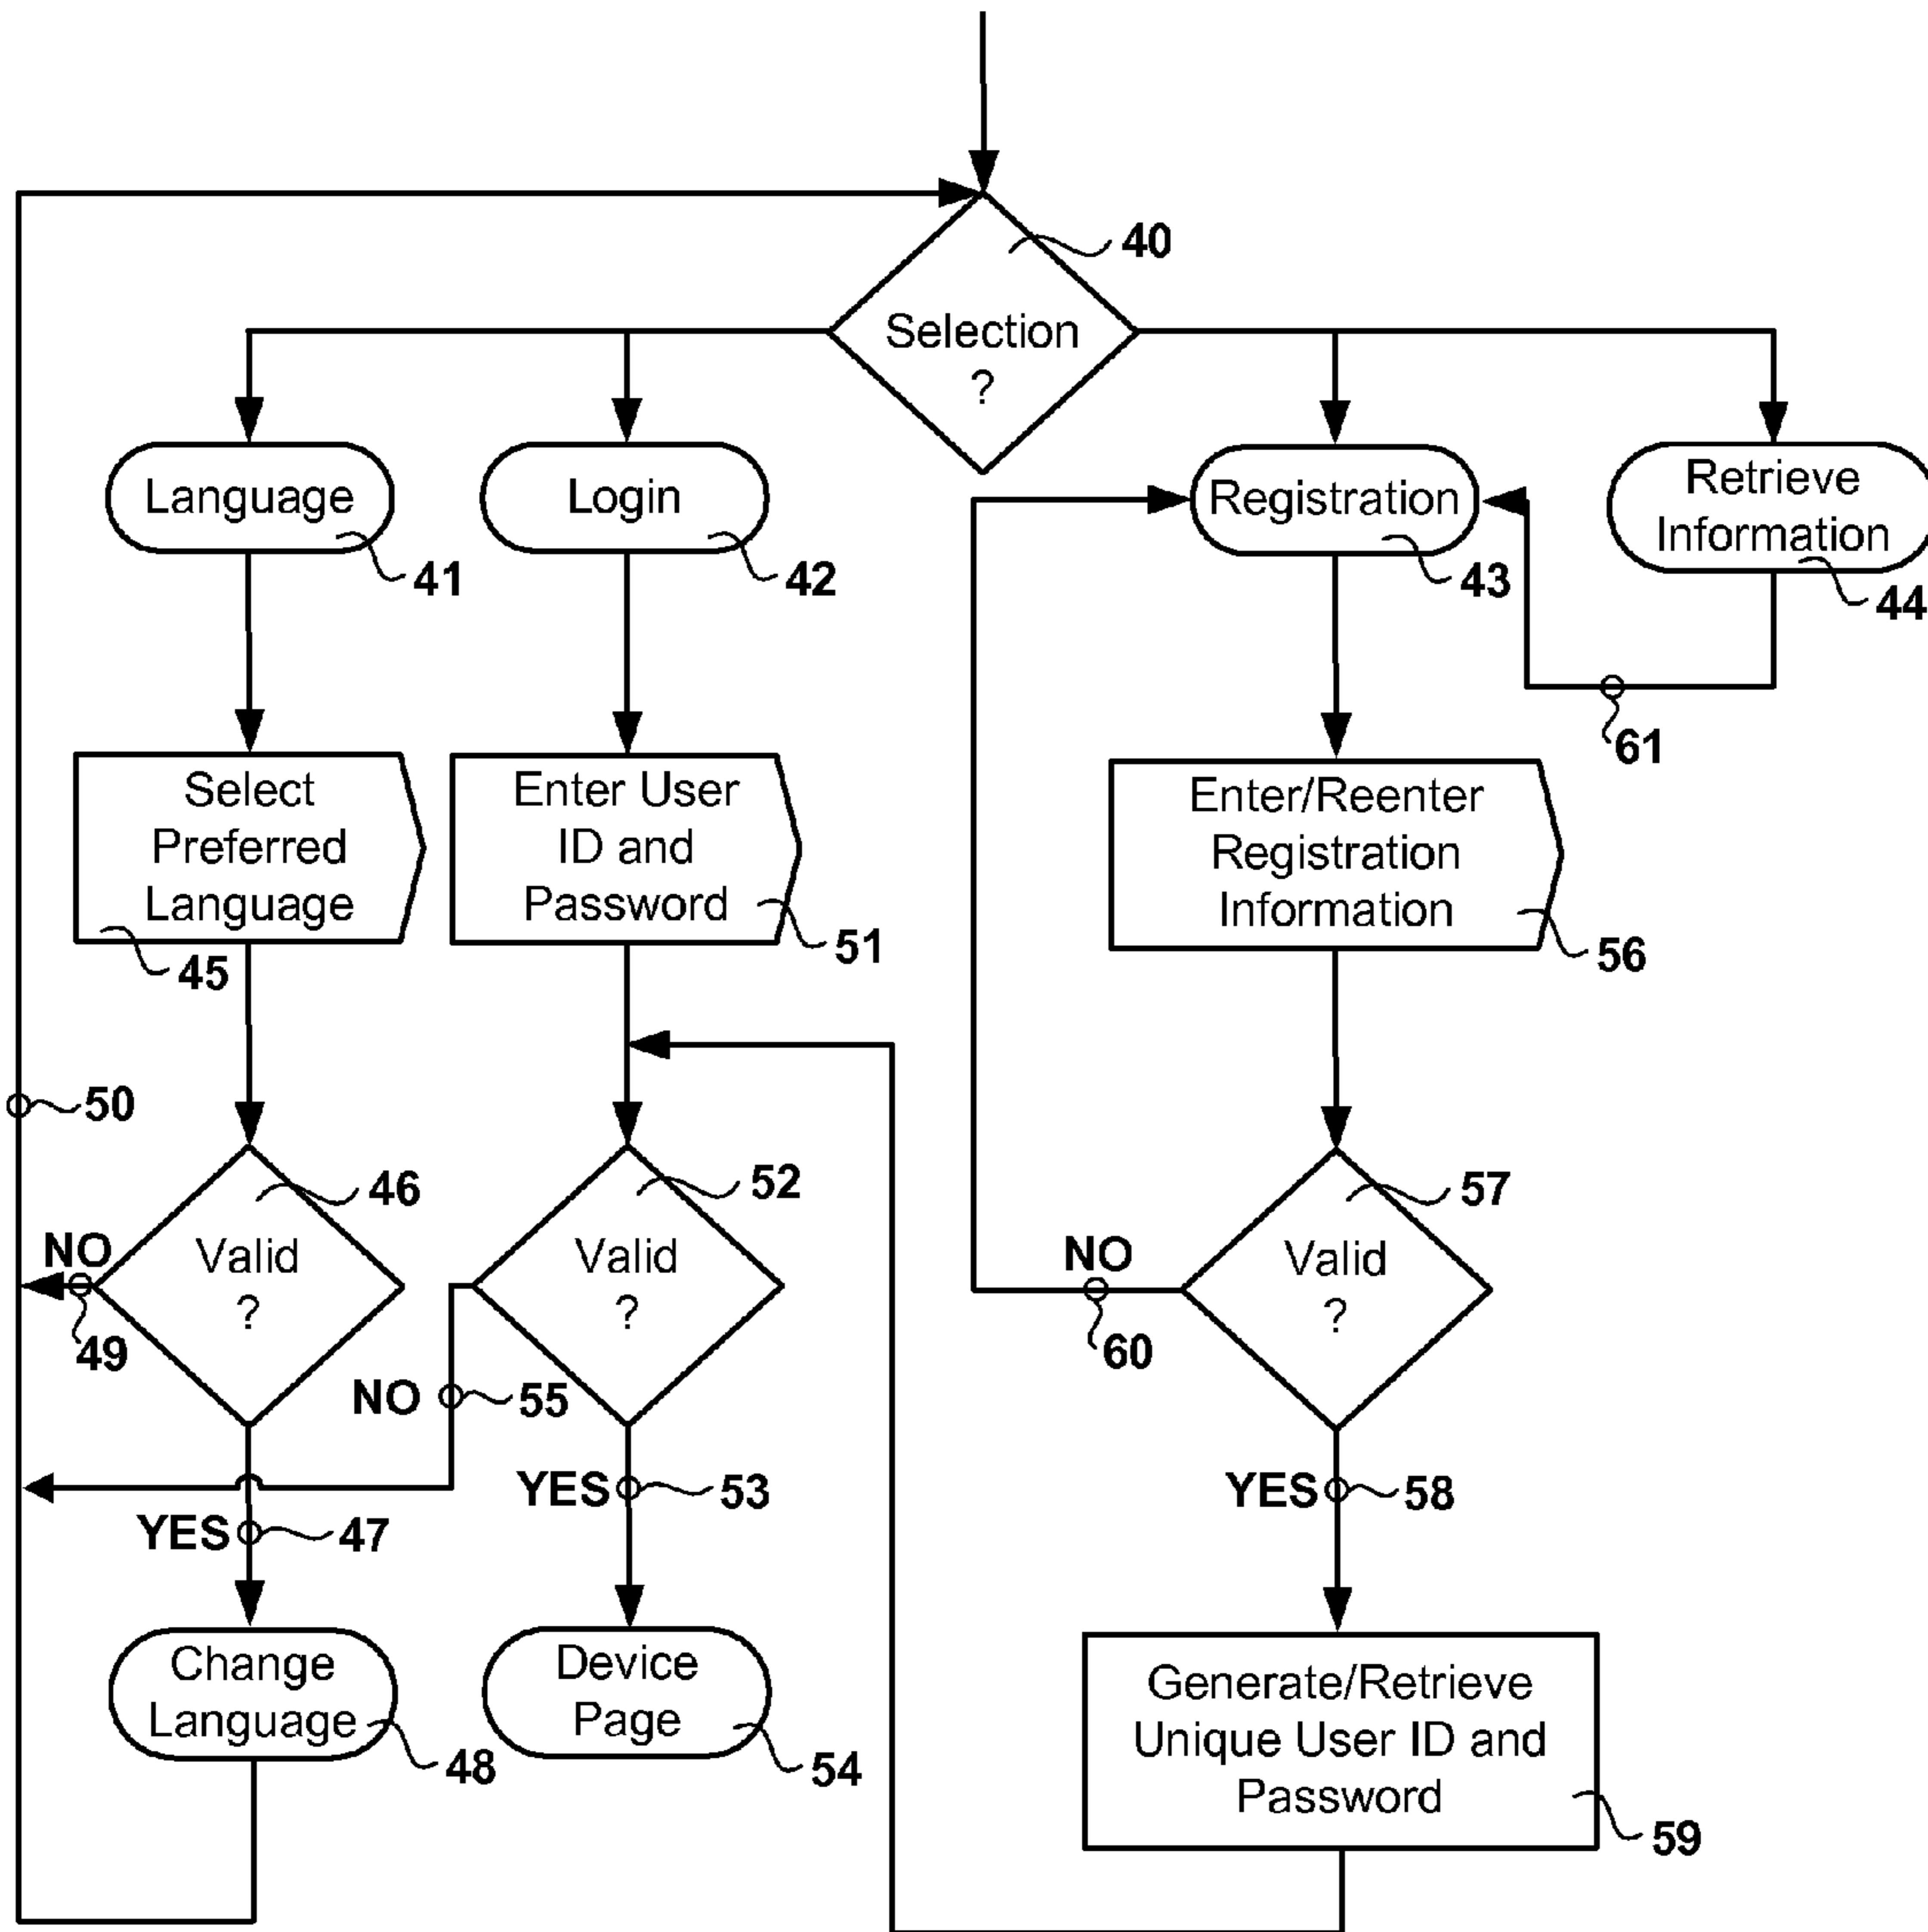 40
Selection
?
Language
41
Login
42
Registration
43
Retrieve
Information
44
61
Select
Preferred
Language
45
Enter User
ID and
Password
51
Enter/Reenter
Registration
Information
56
50
46
Valid
?
NO
49
52
Valid
?
NO
55
57
Valid
?
NO
60
YES
47
YES
53
YES
58
Change
Language
48
Device
Page
54
Generate/Retrieve
Unique User ID and
Password
59